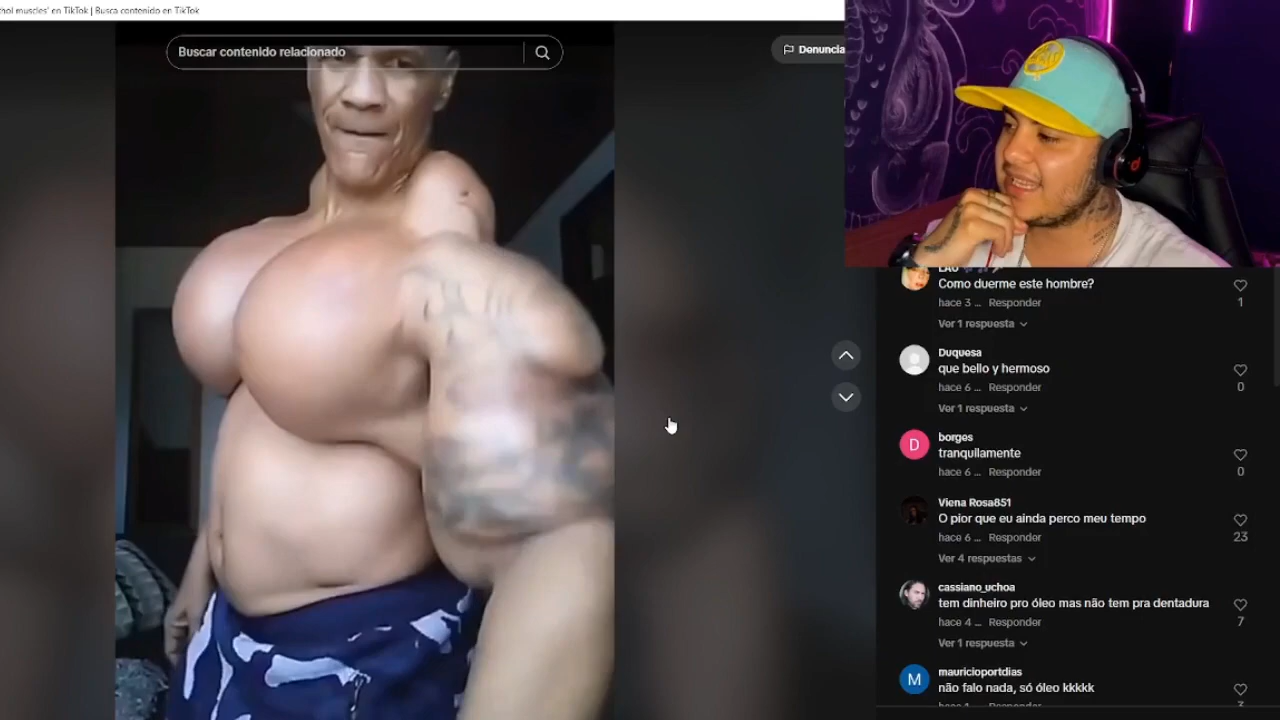 hol muscles' en TikTok | Busca contenido en TikTok
Buscar contenido relacionado
Denuncia
Como duerme este hombre?
hace 3 ... Responder
1
Ver 1 respuesta
Duquesa
que bello y hermoso
hace 6 ... Responder
0
Ver 1 respuesta
D
borges
tranquilamente
hace 6 ... Responder
0
Viena Rosa851
O pior que eu ainda perco meu tempo
hace 6 ... Responder
23
Ver 4 respuestas
cassiano_uchoa
tem dinheiro pro óleo mas não tem pra dentadura
hace 4 ... Responder
7
Ver 1 respuesta
M
mauricioportdias
não falo nada, só óleo kkkkk
Responder